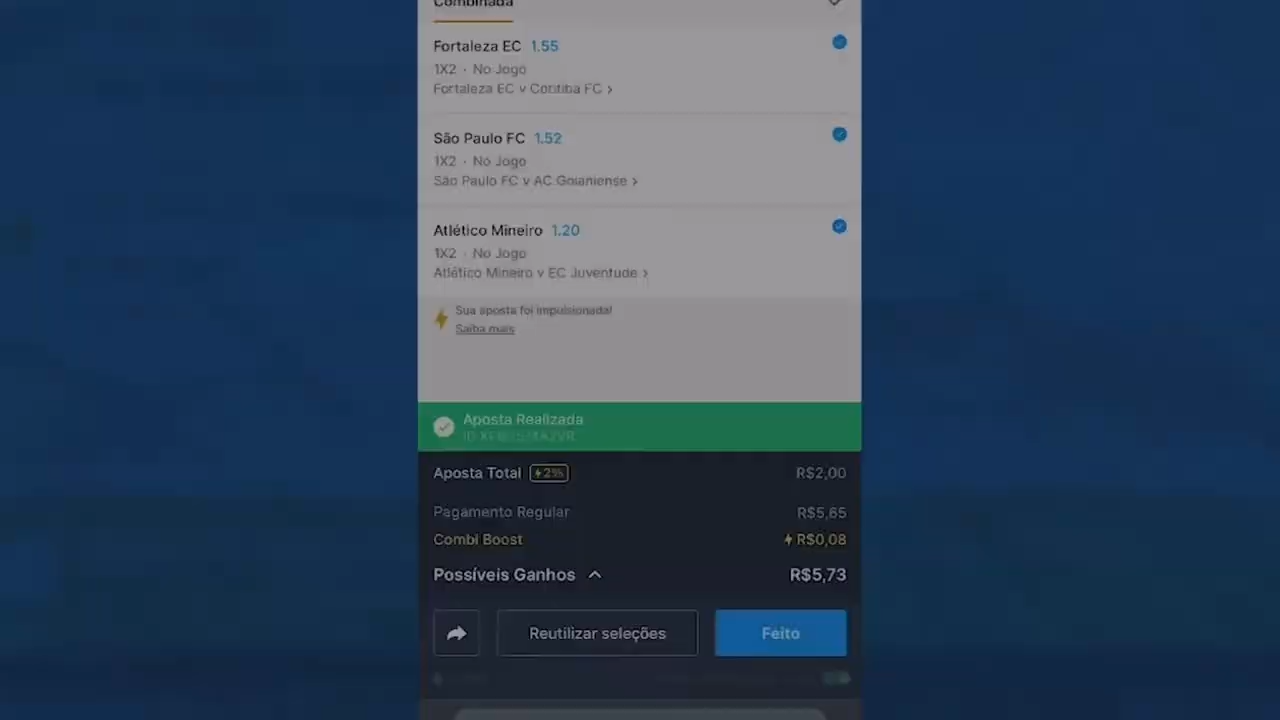 Combinada
Fortaleza EC 1.55
1X2 · No Jogo
Fortaleza EC v Coritiba FC >
São Paulo FC 1.52
1X2 · No Jogo
São Paulo FC v AC Goianiense >
Atlético Mineiro 1.20
1X2 · No Jogo
Atlético Mineiro v EC Juventude >
Sua aposta foi impulsionada!
Saiba mais
Aposta Realizada
Aposta Total 2% R$2,00
Pagamento Regular R$5,65
Combi Boost R$0,08
Possíveis Ganhos R$5,73
Reutilizar seleções
Feito